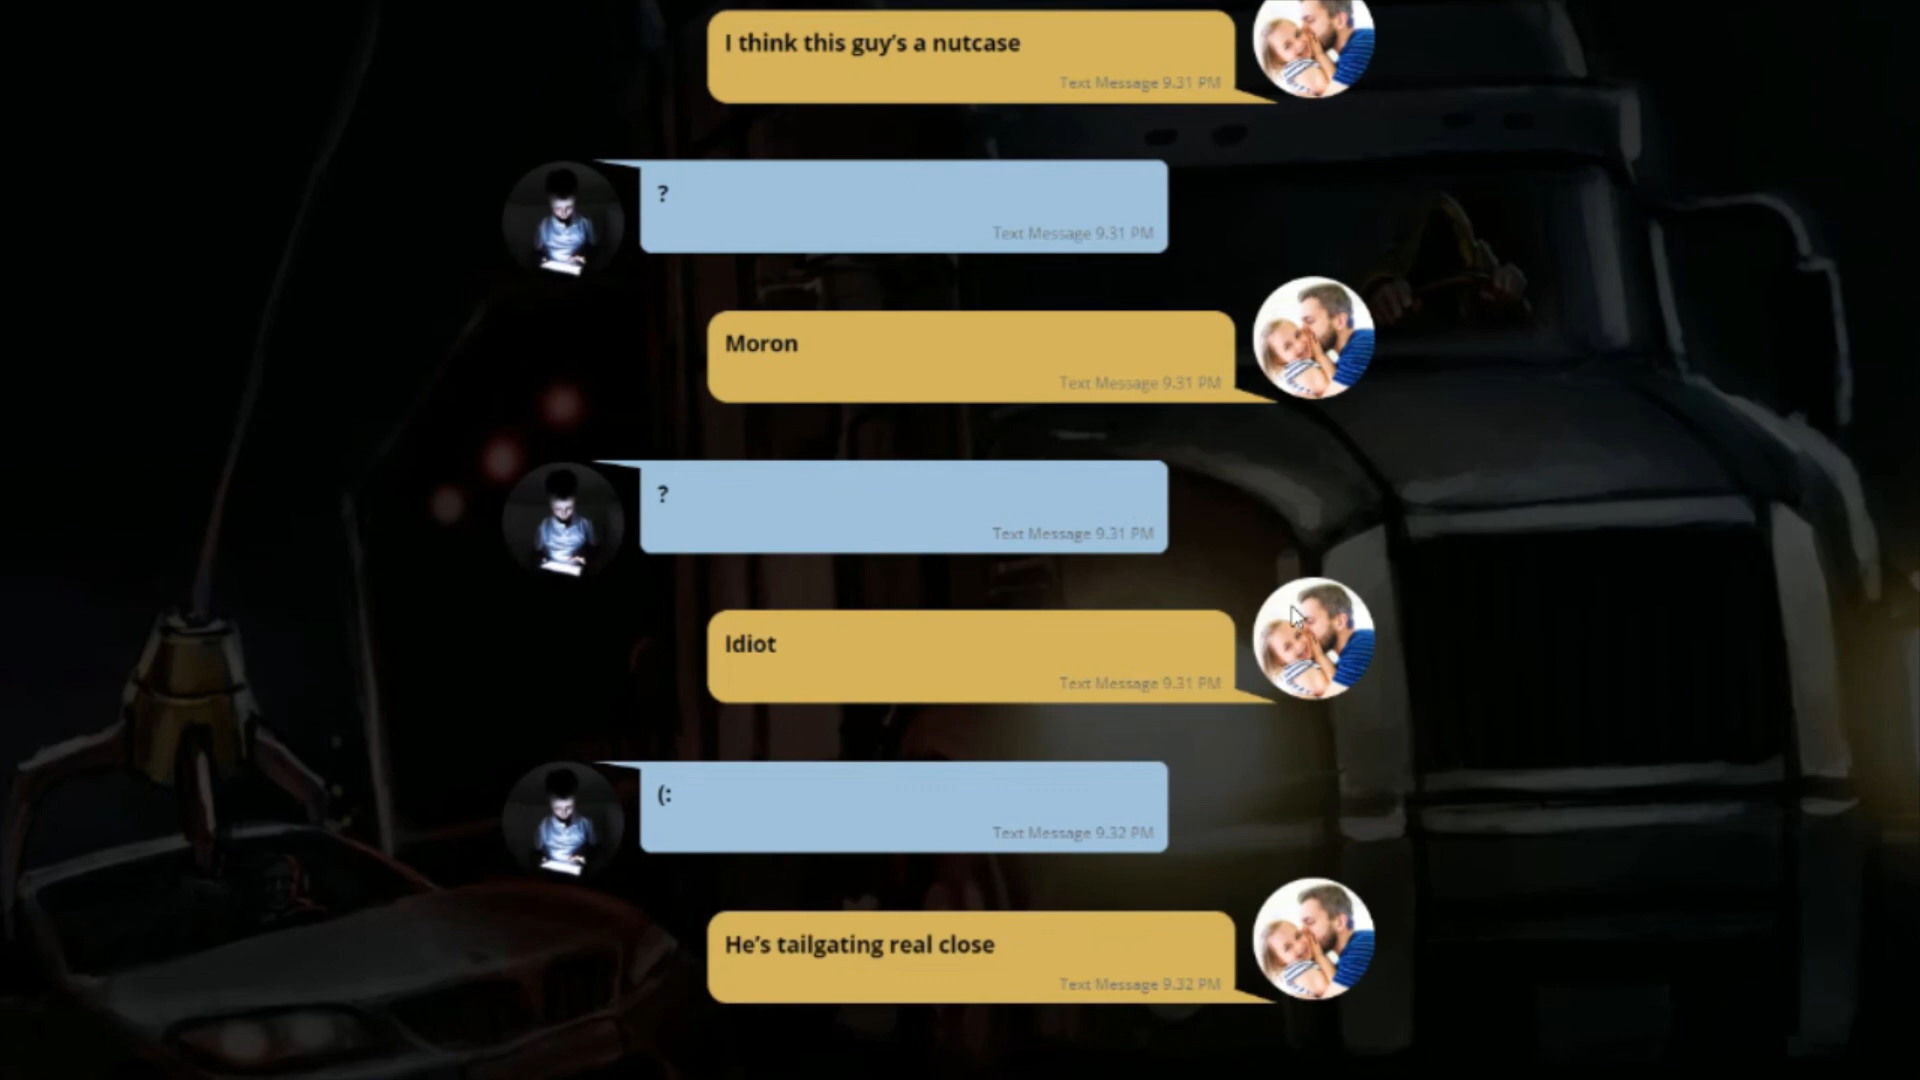 I think this guy's a nutcase
Text Message 9.31 PM
?
Text Message 9.31 PM
Moron
Text Message 9.31 PM
?
Text Message 9.31 PM
Idiot
Text Message 9.31 PM
(:
Text Message 9.32 PM
He's tailgating real close
Text Message 9.32 PM